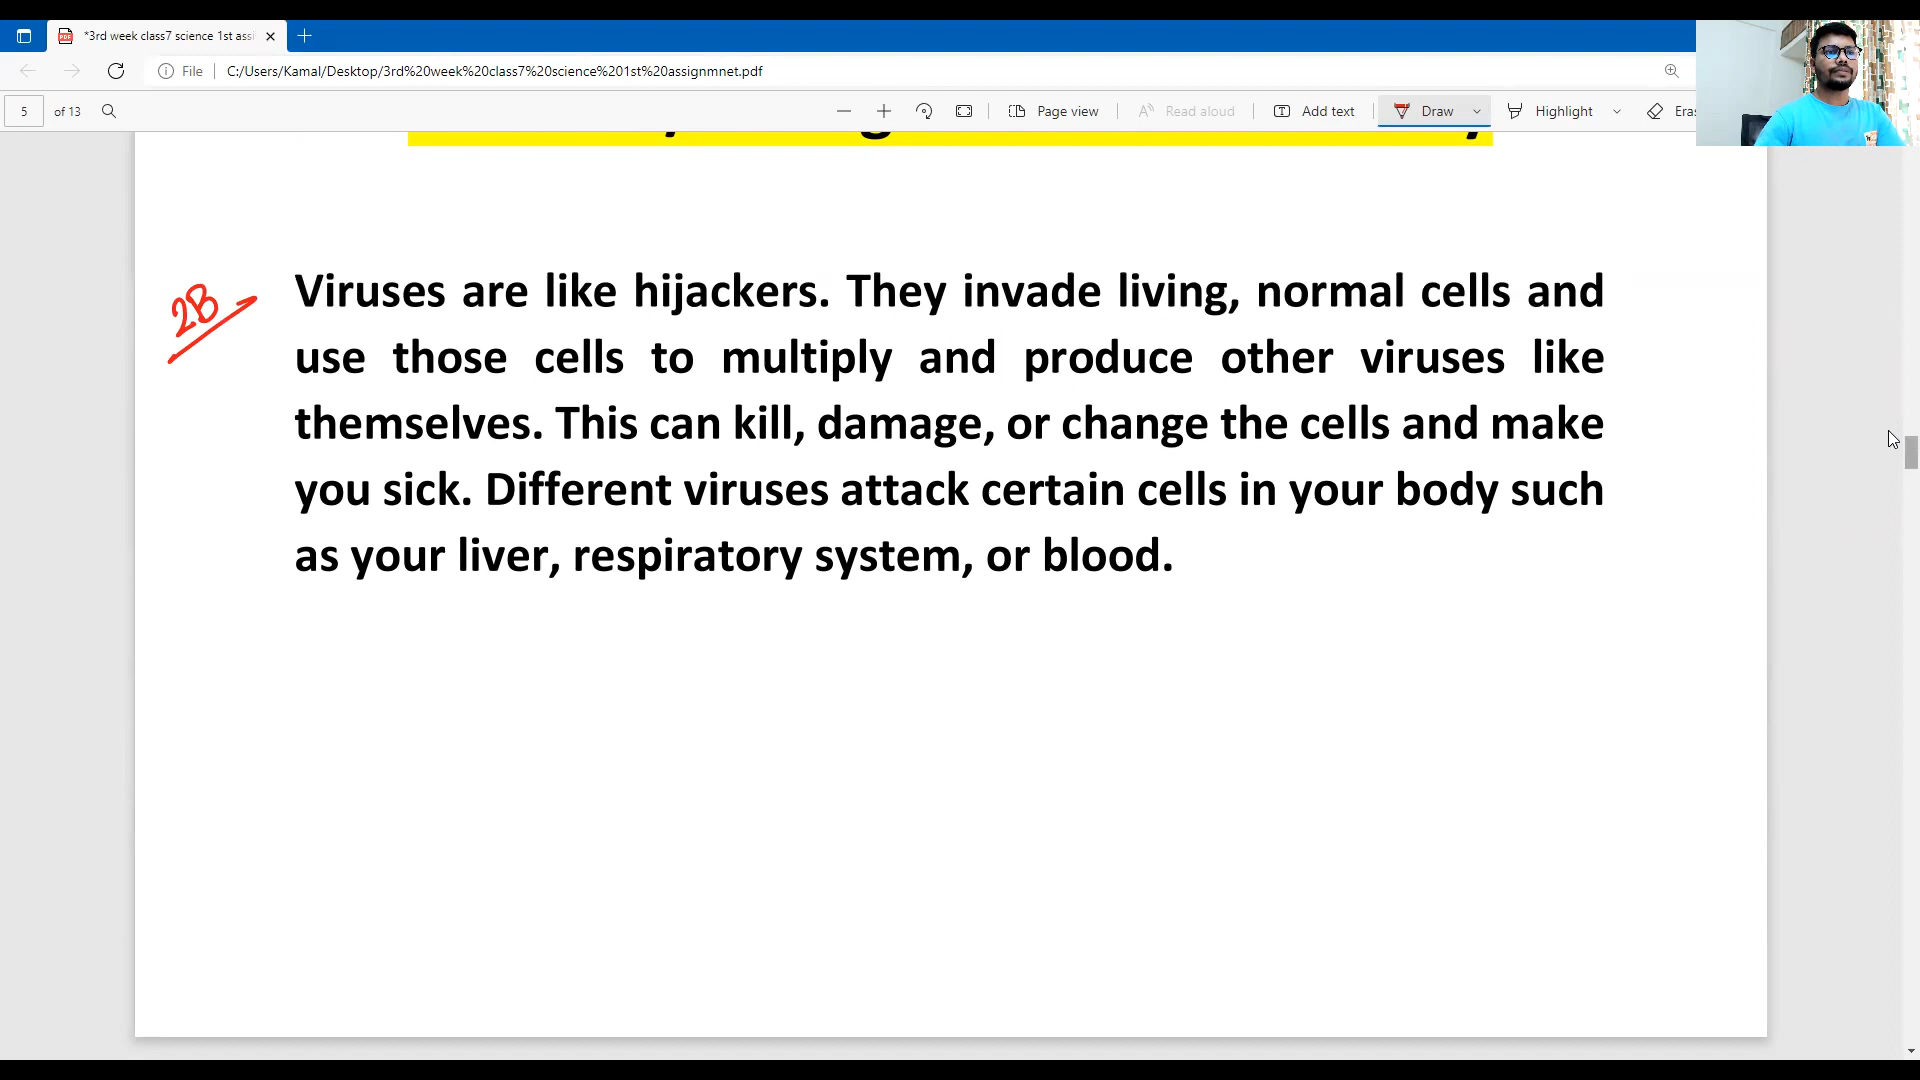 *3rd week class7 science 1st assi
File
C:/Users/Kamal/Desktop/3rd%20week%20class7%20science%201st%20assignmnet.pdf
5 of 13
Page view
Read aloud
Add text
Draw
Highlight
Eras
2B
Viruses are like hijackers. They invade living, normal cells and
use those cells to multiply and produce other viruses like
themselves. This can kill, damage, or change the cells and make
you sick. Different viruses attack certain cells in your body such
as your liver, respiratory system, or blood.